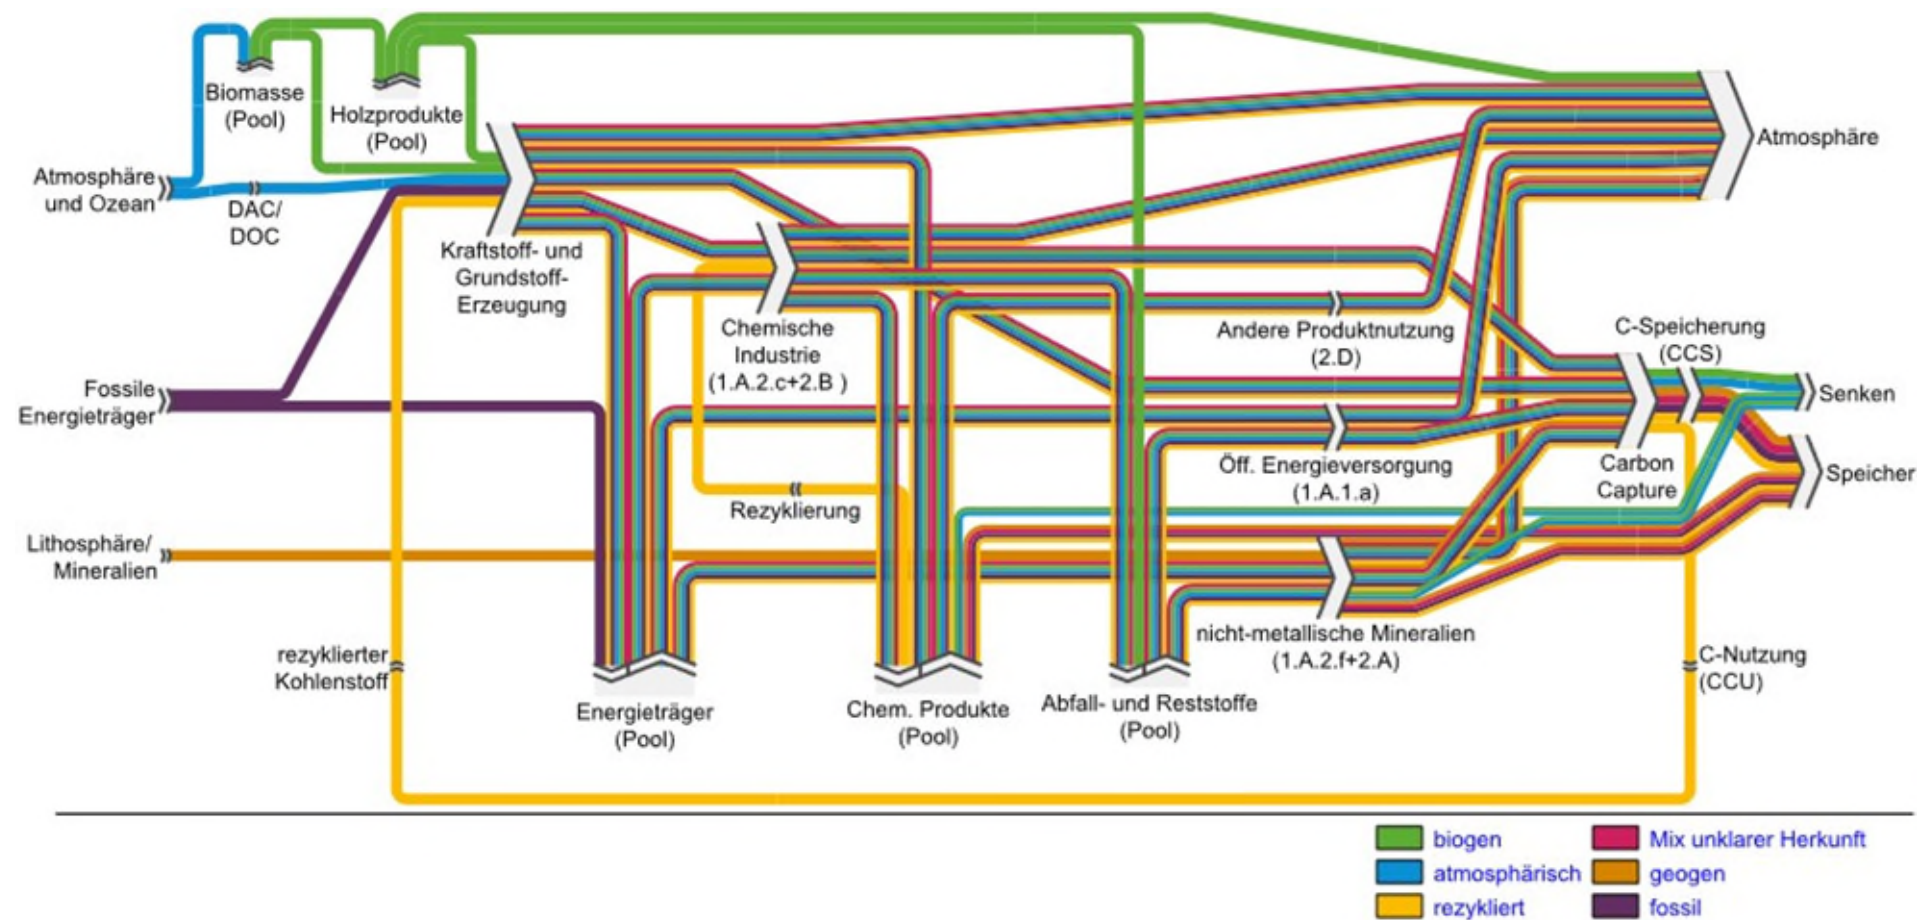 Biomasse
(Pool)
Holzprodukte
(Pool)
Atmosphäre
Atmosphäre
und Ozean
DAC/
DOC
Kraftstoff- und
Grundstoff-
Erzeugung
Chemische
Industrie
(1.A.2.c+2.B )
Andere Produktnutzung
(2.D)
C-Speicherung
(CCS)
Fossile
Energieträger
Senken
Öff. Energieversorgung
(1.A.1.a)
Carbon
Capture
Speicher
Rezyklierung
Lithosphäre/
Mineralien
nicht-metallische Mineralien
(1.A.2.f+2.A)
rezyklierter
Kohlenstoff
C-Nutzung
(CCU)
Energieträger
(Pool)
Chem. Produkte
(Pool)
Abfall- und Reststoffe
(Pool)
biogen
Mix unklarer Herkunft
atmosphärisch
geogen
rezykliert
fossil